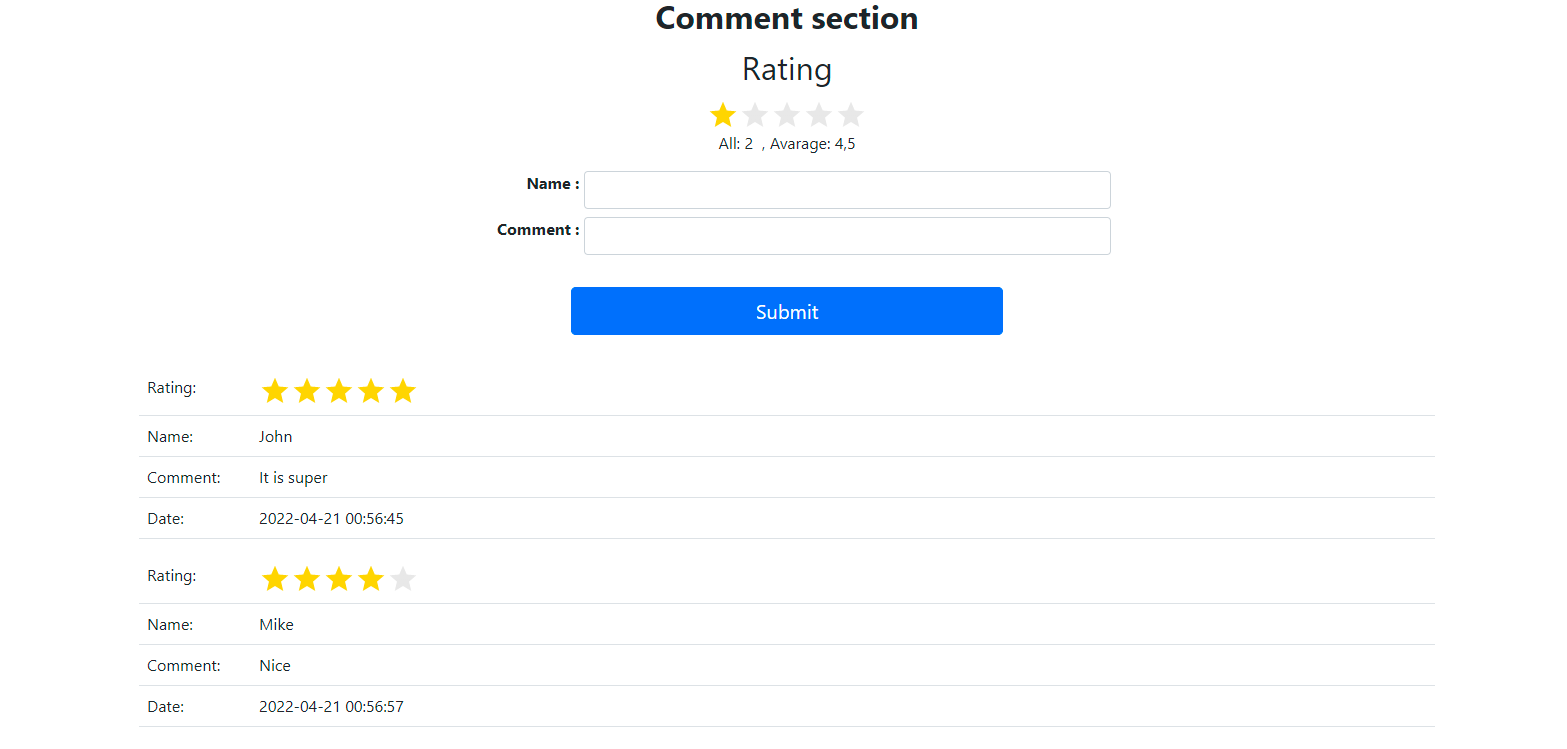 Comment section
Rating
All: 2 , Avarage: 4,5
Name :
Comment :
Submit
Rating:
Name: John
Comment: It is super
Date: 2022-04-21 00:56:45
Rating:
Name: Mike
Comment: Nice
Date: 2022-04-21 00:56:57